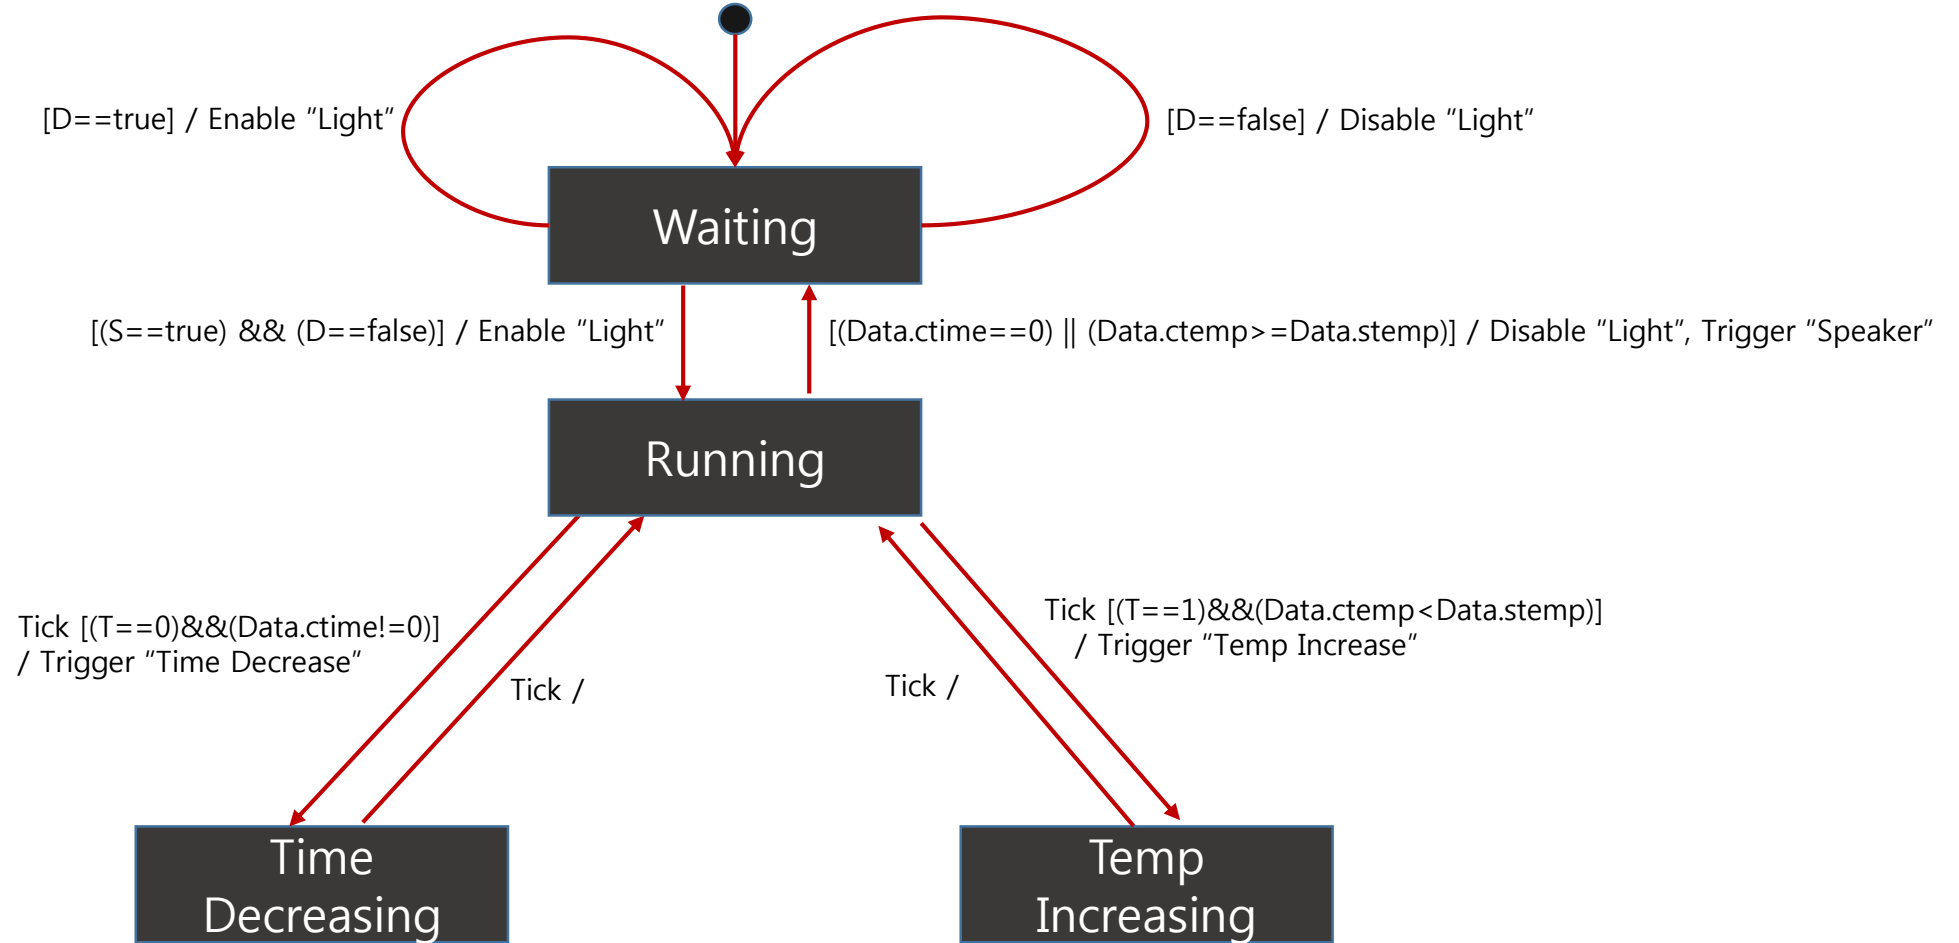 [D==true] / Enable “Light”
[D==false] / Disable “Light”
Waiting
[(S==true) && (D==false)] / Enable “Light”
[(Data.ctime==0) || (Data.ctemp>=Data.stemp)] / Disable “Light”, Trigger “Speaker”
Running
Tick [(T==0)&&(Data.ctime!=0)]
/ Trigger “Time Decrease”
Tick /
Tick /
Tick [(T==1)&&(Data.ctemp<Data.stemp)]
/ Trigger “Temp Increase”
Time
Decreasing
Temp
Increasing